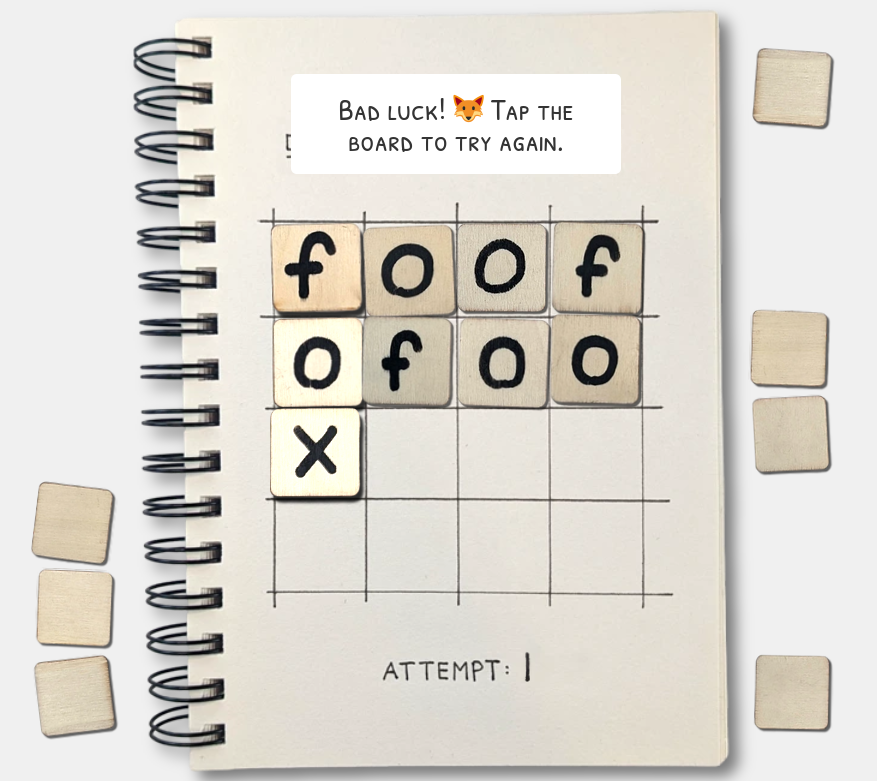 Bad luck! 🦊 Tap the
board to try again.
f o o f
o f o o
x
ATTEMPT: 1